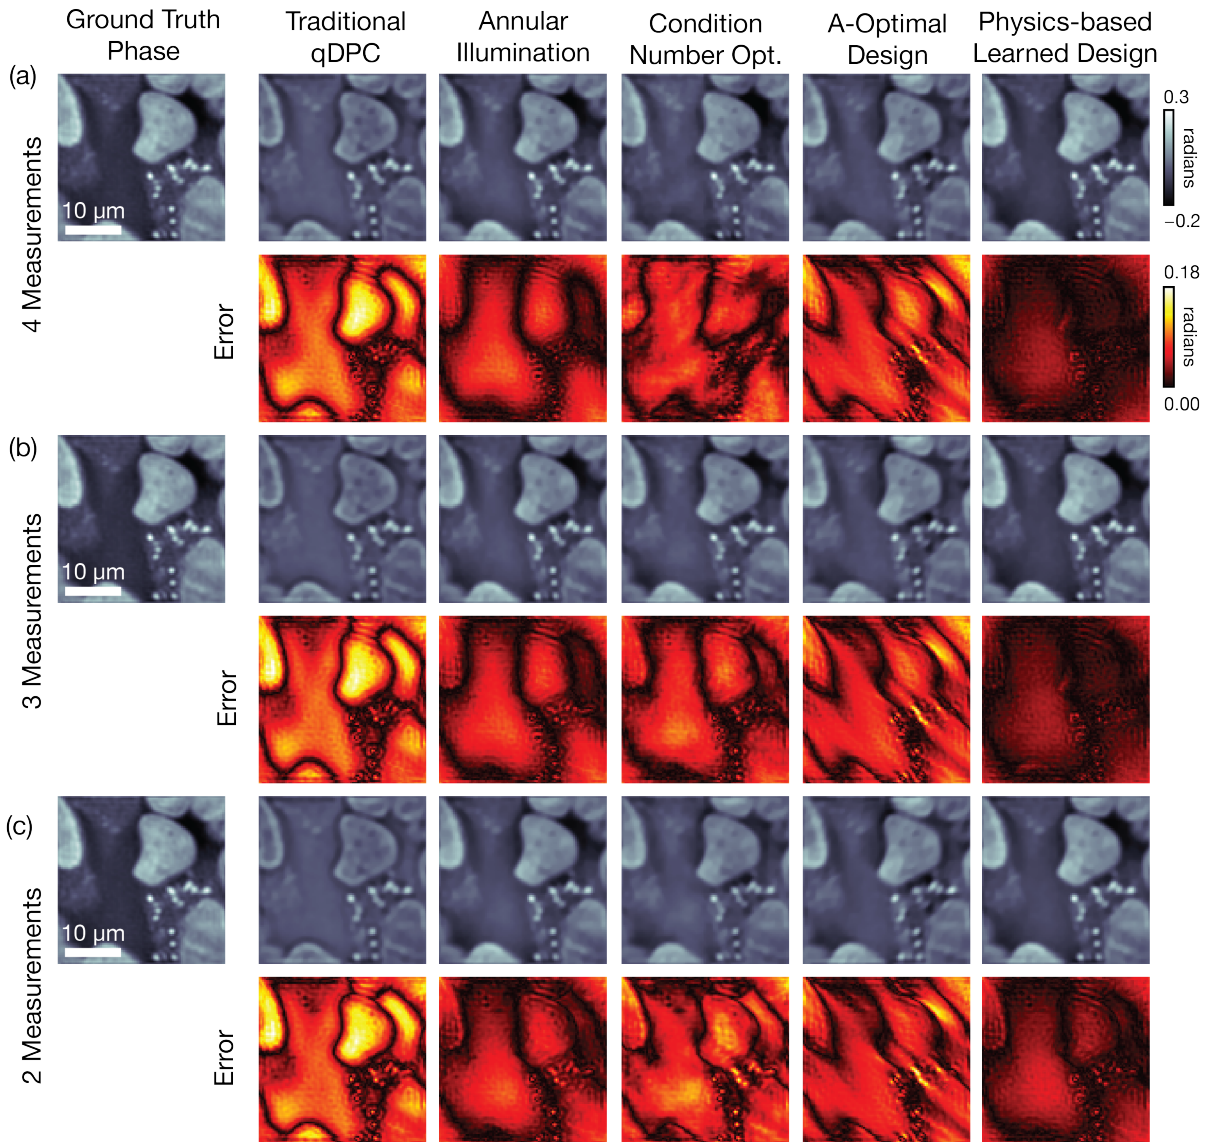 Ground Truth
Phase
Traditional
qDPC
Annular
Illumination
Condition
Number Opt.
A-Optimal
Design
Physics-based
Learned Design
(a)
4 Measurements
10 µm
0.3
radians
−0.2
Error
0.18
radians
0.00
(b)
3 Measurements
10 µm
Error
(c)
2 Measurements
10 µm
Error